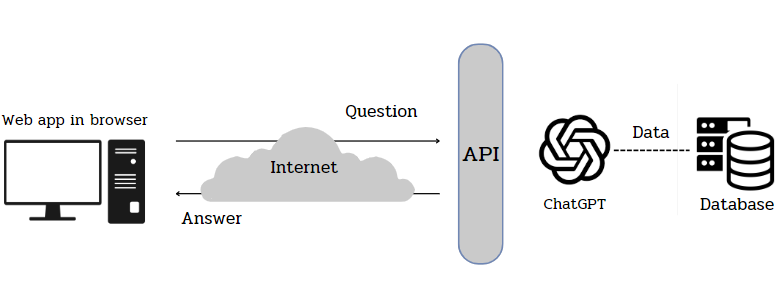 Web app in browser
Question
Internet
Answer
API
ChatGPT
Data
Database